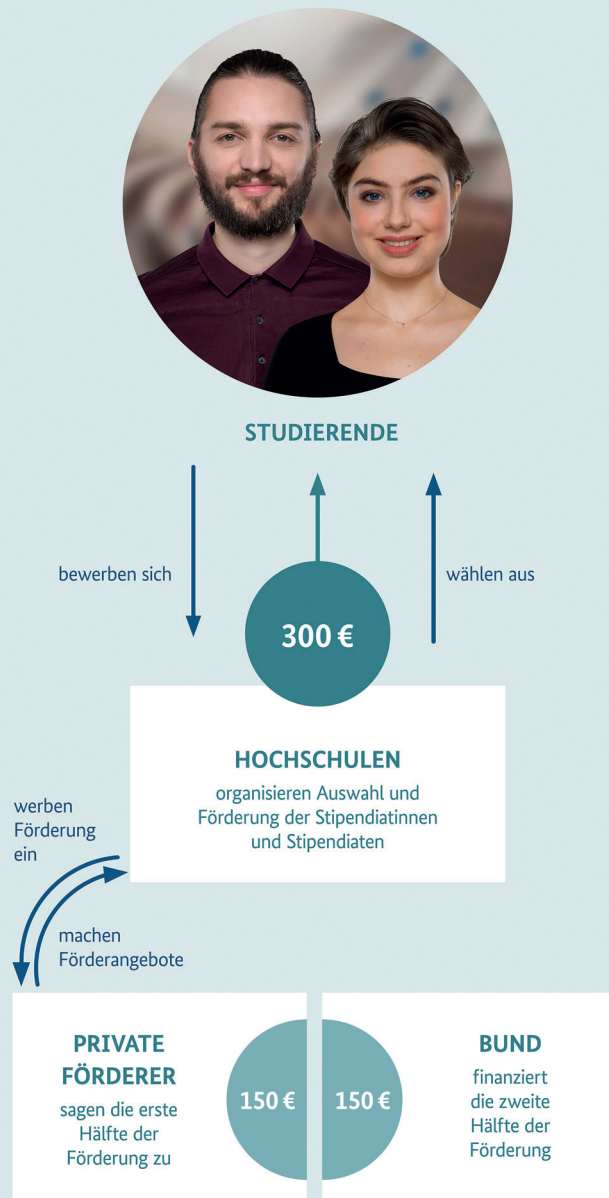 STUDIERENDE
bewerben sich
wählen aus
300 €
HOCHSCHULEN
organisieren Auswahl und
Förderung der Stipendiatinnen
und Stipendiaten
werben
Förderung
ein
machen
Förderangebote
PRIVATE
FÖRDERER
sagen die erste
Hälfte der
Förderung zu
150 €
150 €
BUND
finanziert
die zweite
Hälfte der
Förderung